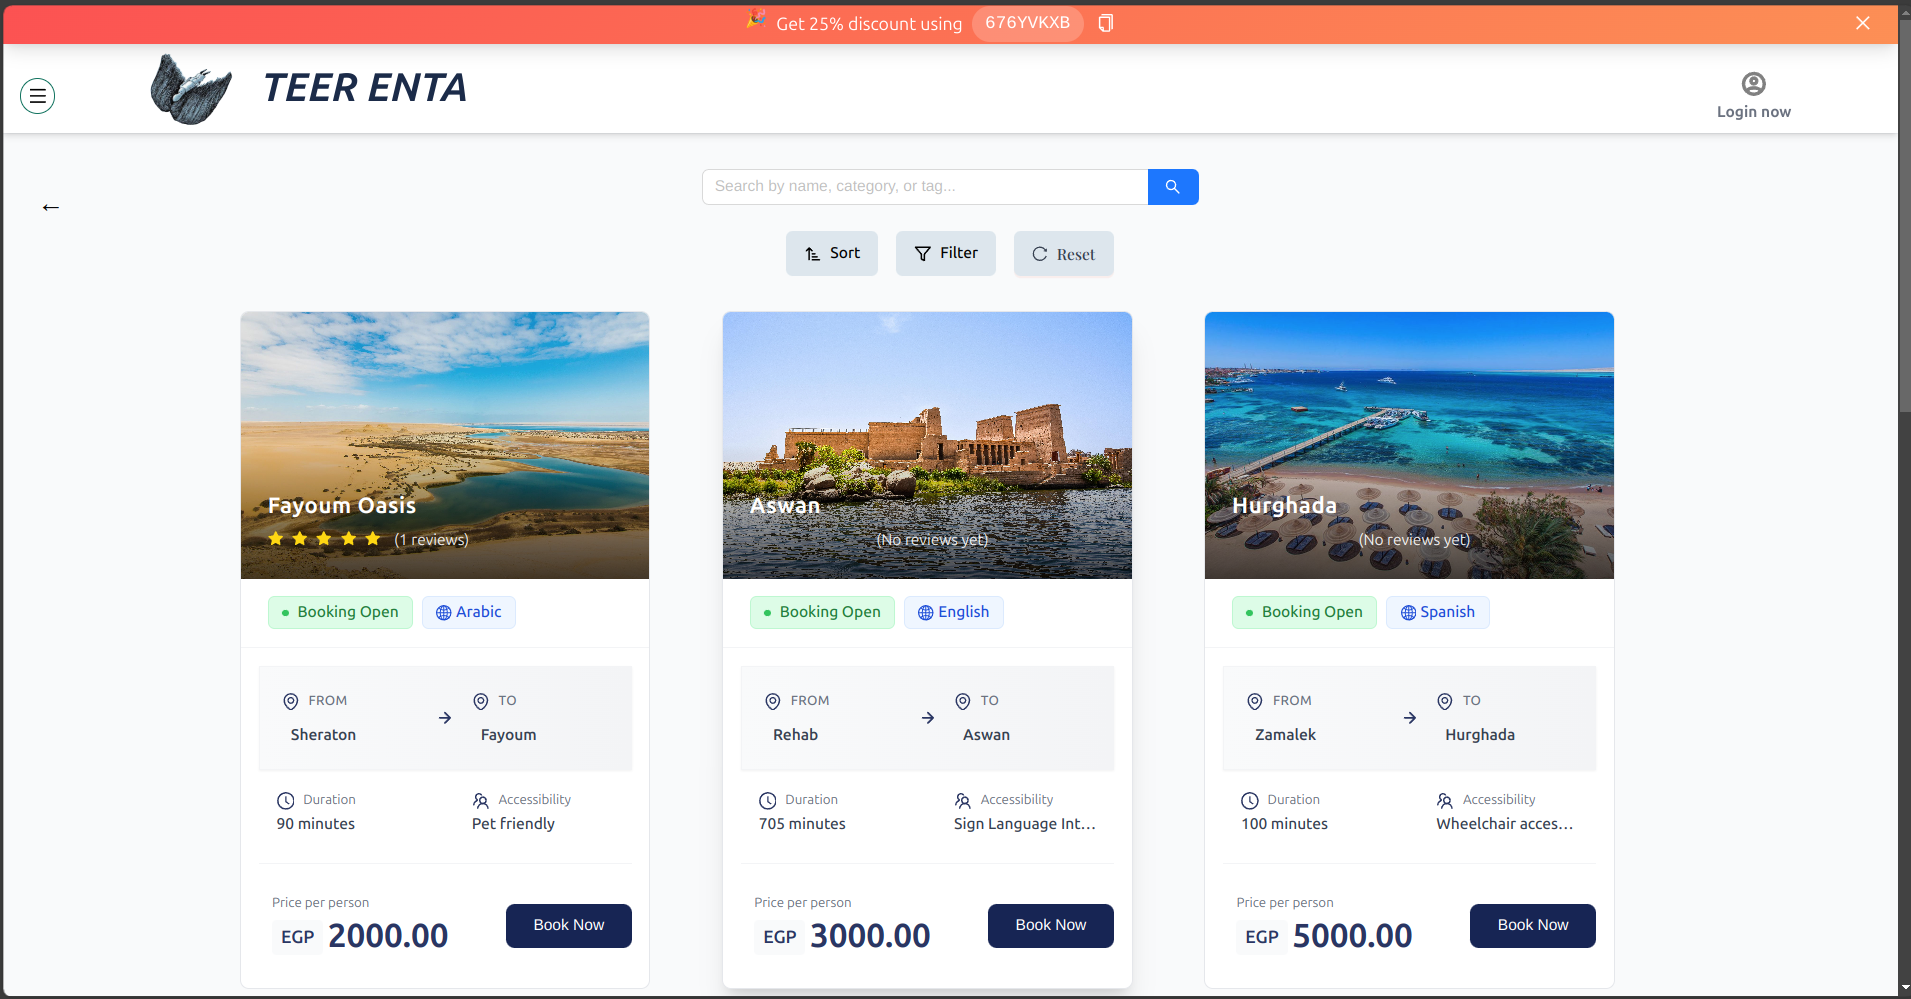 Get 25% discount using 676YVKXB
TEER ENTA
Login now
Search by name, category, or tag...
Sort
Filter
Reset
Fayoum Oasis
(1 reviews)
Booking Open
Arabic
FROM
TO
Sheraton
Fayoum
Duration
Accessibility
90 minutes
Pet friendly
Price per person
EGP 2000.00
Book Now
Aswan
(No reviews yet)
Booking Open
English
FROM
TO
Rehab
Aswan
Duration
Accessibility
705 minutes
Sign Language Int...
Price per person
EGP 3000.00
Book Now
Hurghada
(No reviews yet)
Booking Open
Spanish
FROM
TO
Zamalek
Hurghada
Duration
Accessibility
100 minutes
Wheelchair acces...
Price per person
EGP 5000.00
Book Now